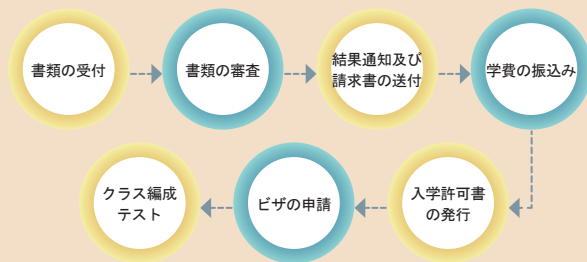 書類の受付
書類の審査
結果通知及び
請求書の送付
学費の振込み
入学許可書
の発行
ビザの申請
クラス編成
テスト